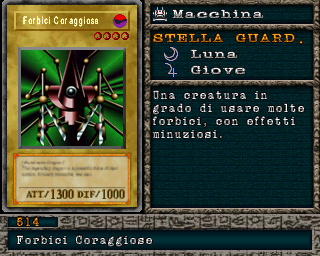 Forbici Coraggiose
ATT/1300 DIF/1000
Macchina
STELLA GUARD.
Luna
Giove
Una creatura in
grado di usare molte
forbici, con effetti
minuziosi.
514
Forbici Coraggiose